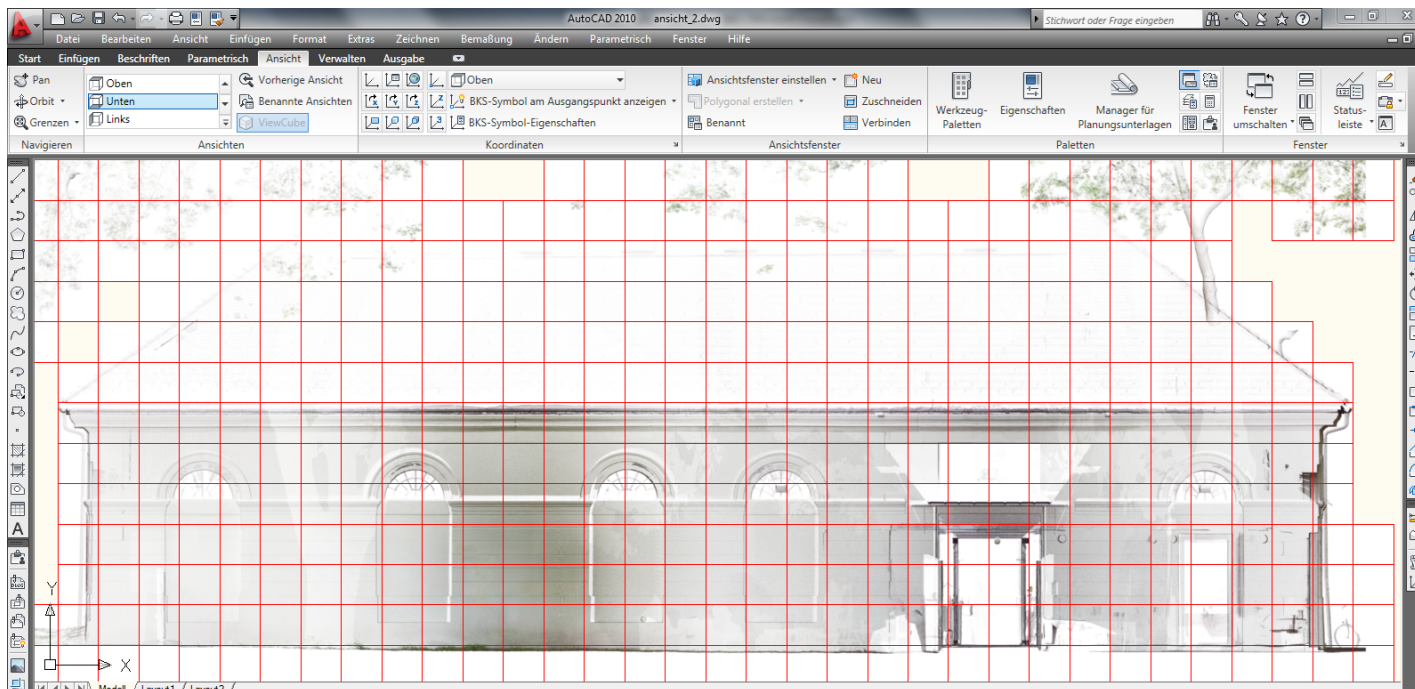 AutoCAD 2010 ansicht_2.dwg
Stichwort oder Frage eingeben
Datei Bearbeiten Ansicht Einfügen Format Extras Zeichnen Bemaßung Ändern Parametrisch Fenster Hilfe
Start Einfügen Beschriften Parametrisch Ansicht Verwalten Ausgabe
Pan
Orbit
Grenzen
Navigieren
Oben
Unten
Links
Vorherige Ansicht
Benannte Ansichten
ViewCube
Ansichten
Oben
BKS-Symbol am Ausgangspunkt anzeigen
BKS-Symbol-Eigenschaften
Koordinaten
Ansichtsfenster einstellen
Polygonal erstellen
Benannt
Neu
Zuschneiden
Verbinden
Ansichtsfenster
Werkzeug-
Paletten
Eigenschaften
Manager für
Planungsunterlagen
Paletten
Fenster
umschalten
Status-
leiste
Fenster
A
Y
X
Modell Layout1 Layout2